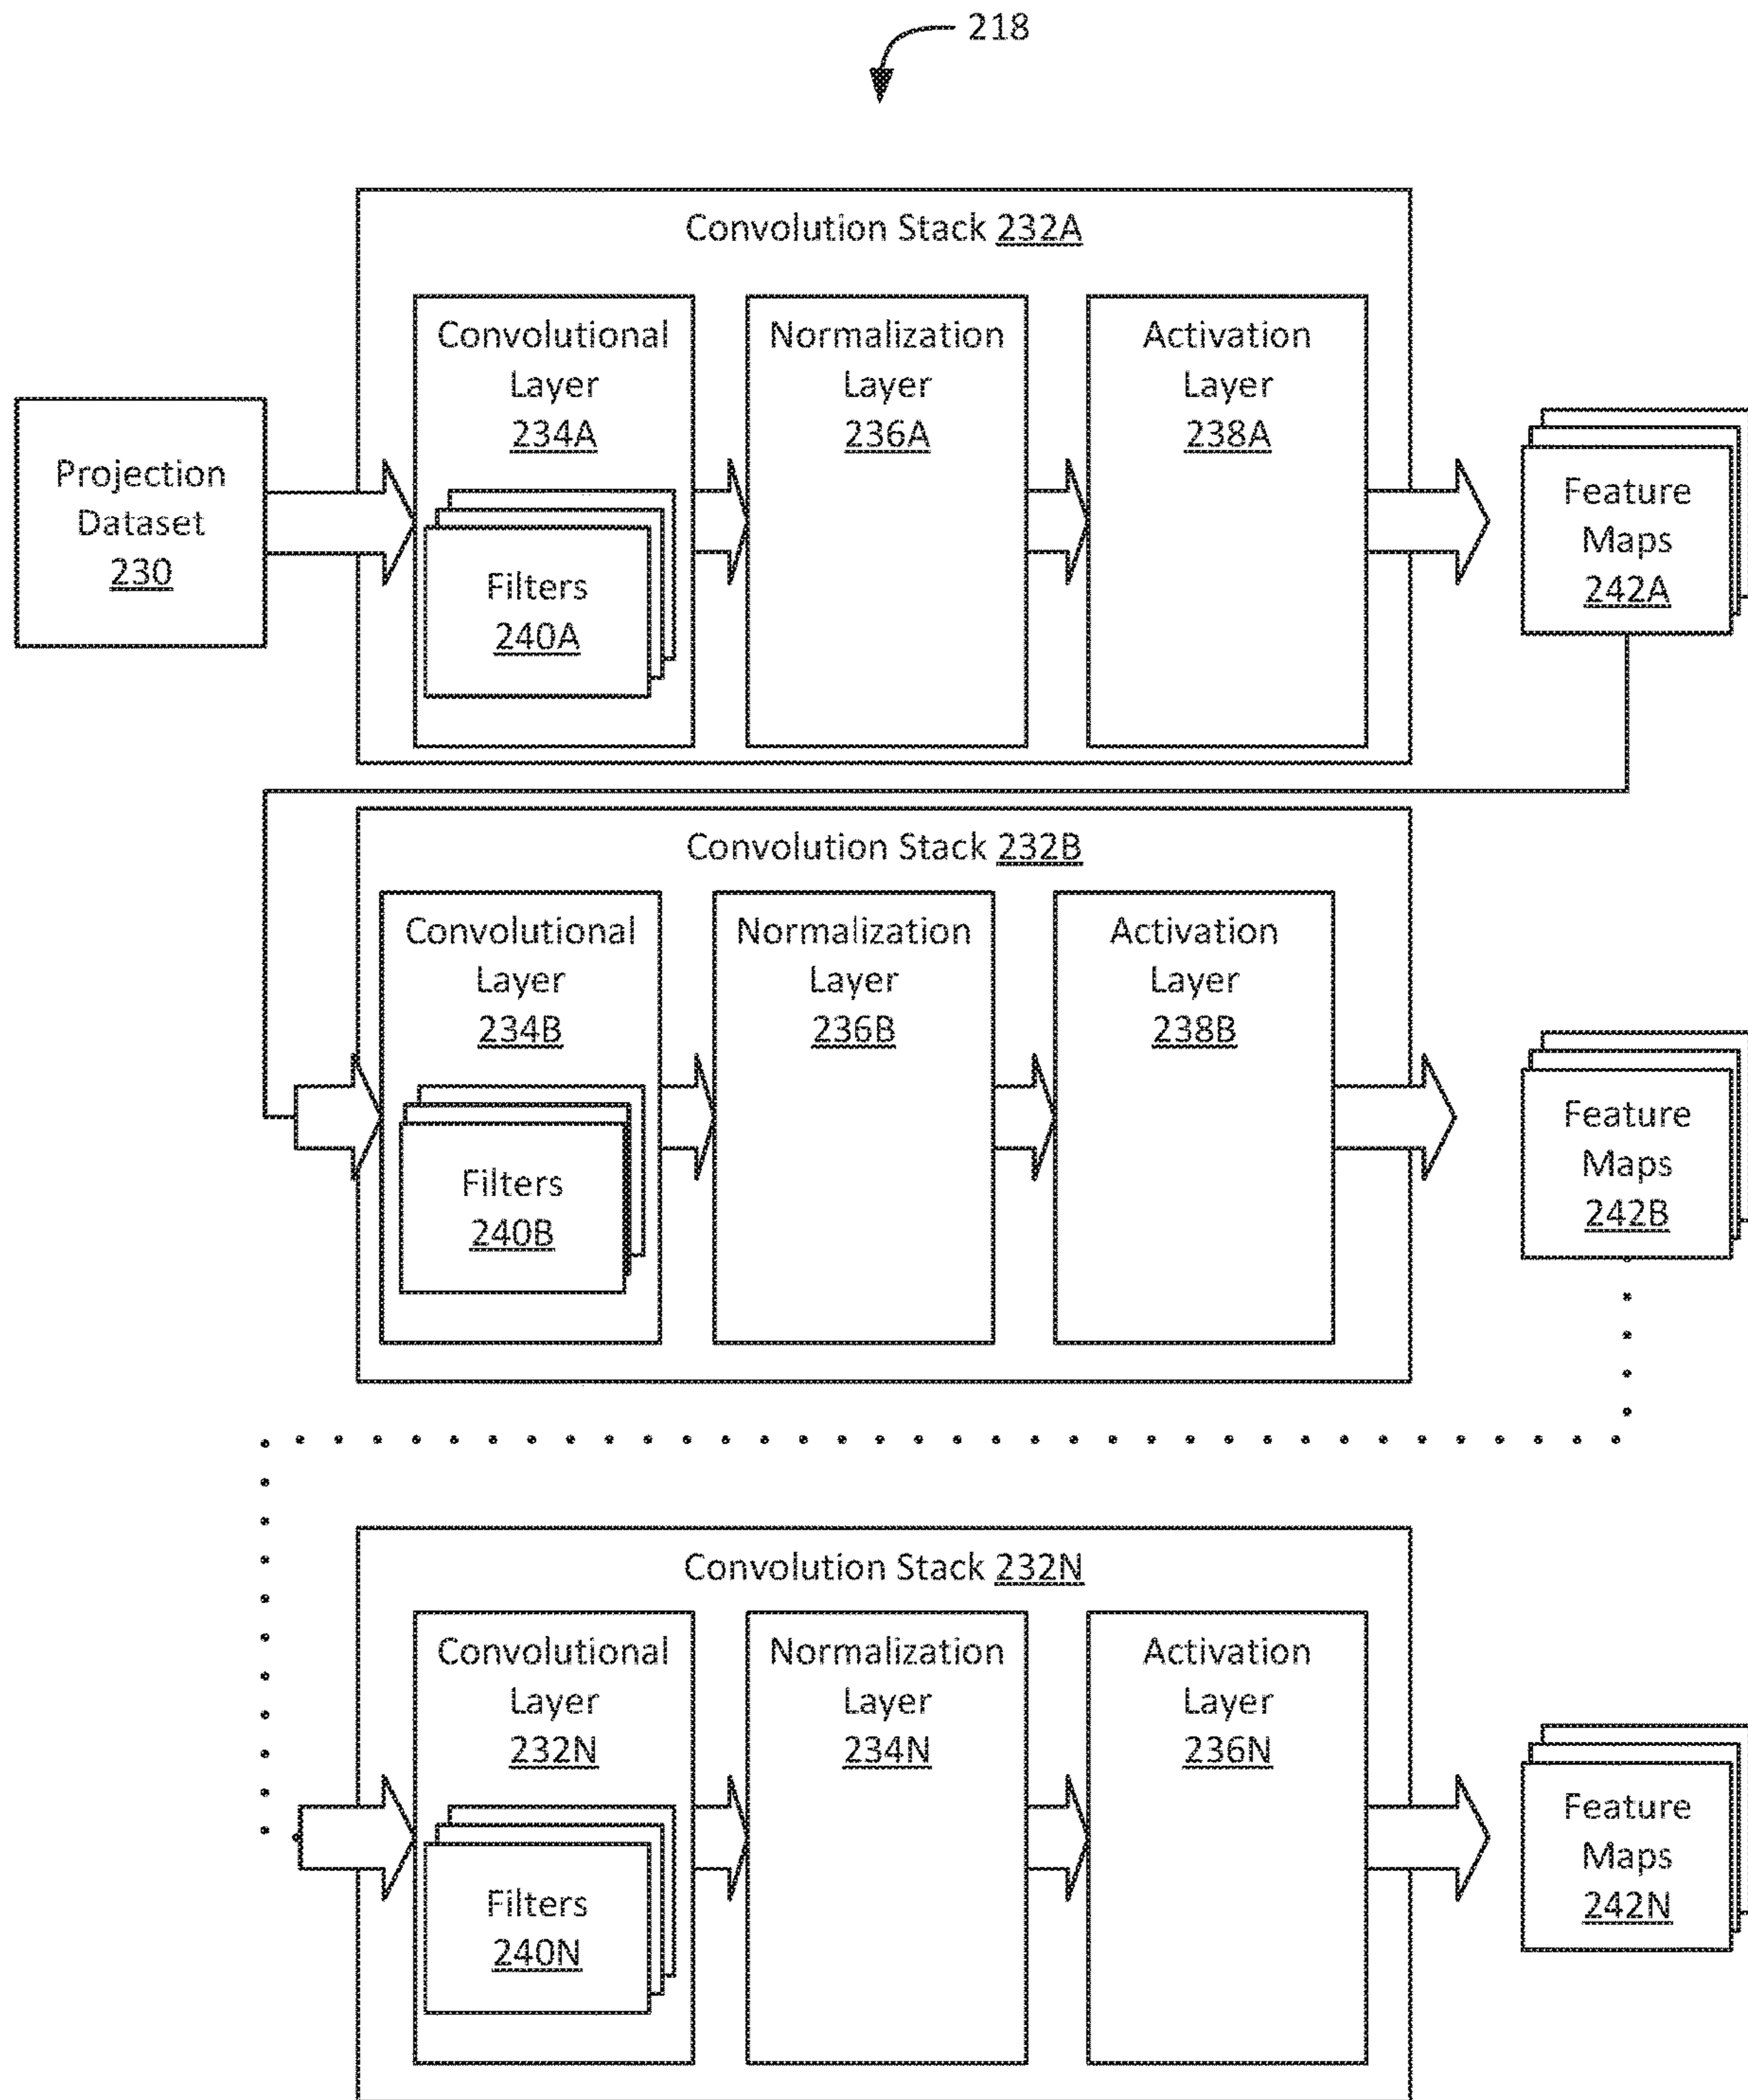 218
Convolution Stack 232A
Projection
Dataset
230
Convolutional
Layer
234A
Filters
240A
Normalization
Layer
236A
Activation
Layer
238A
Feature
Maps
242A
Convolution Stack 232B
Convolutional
Layer
234B
Filters
240B
Normalization
Layer
236B
Activation
Layer
238B
Feature
Maps
242B
Convolution Stack 232N
Convolutional
Layer
232N
Filters
240N
Normalization
Layer
234N
Activation
Layer
236N
Feature
Maps
242N